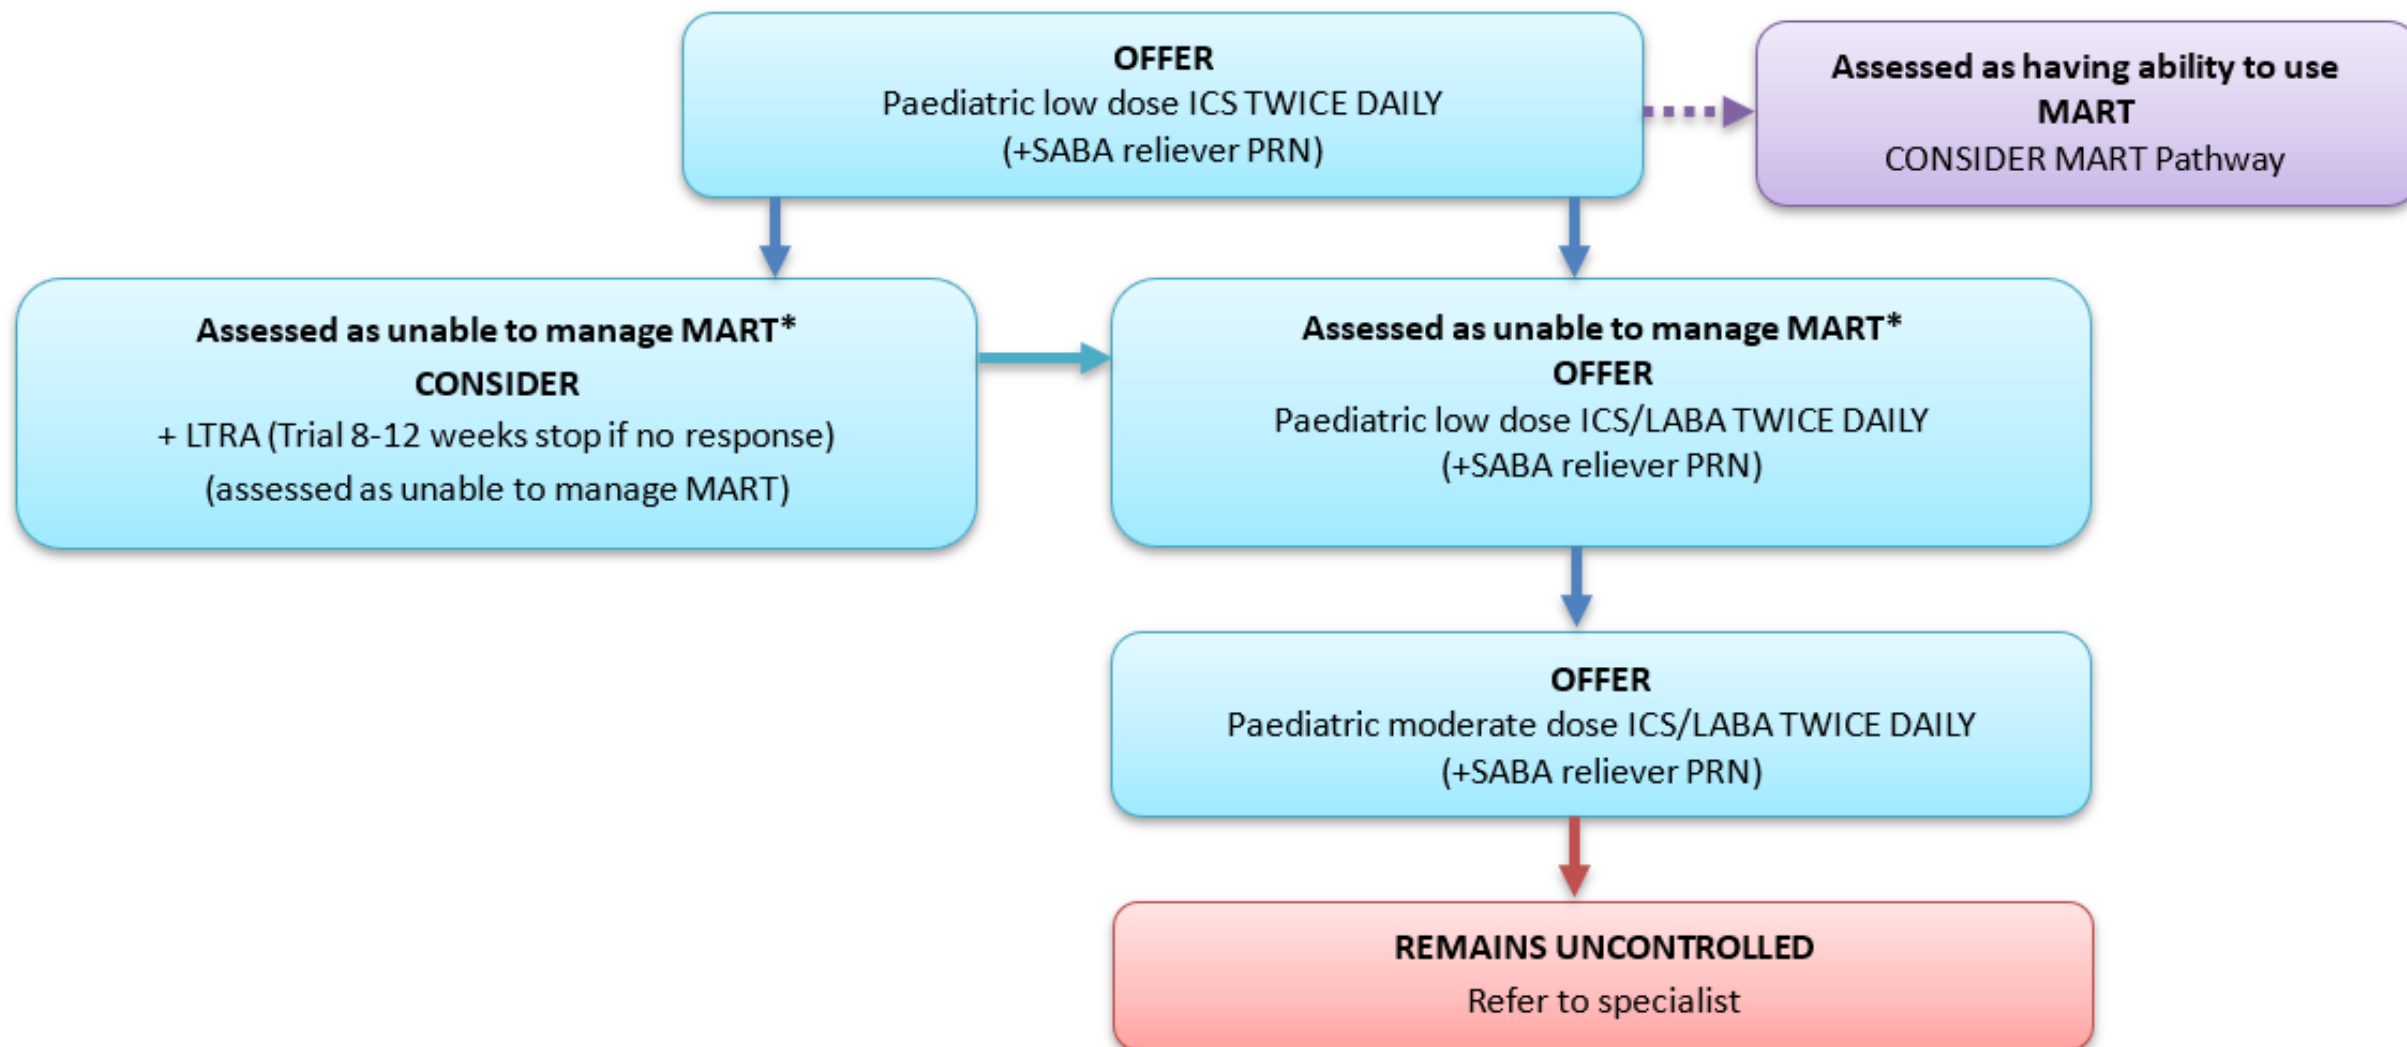 OFFER
Paediatric low dose ICS TWICE DAILY
(+SABA reliever PRN)
Assessed as having ability to use
MART
CONSIDER MART Pathway
Assessed as unable to manage MART*
CONSIDER
+ LTRA (Trial 8-12 weeks stop if no response)
(assessed as unable to manage MART)
Assessed as unable to manage MART*
OFFER
Paediatric low dose ICS/LABA TWICE DAILY
(+SABA reliever PRN)
OFFER
Paediatric moderate dose ICS/LABA TWICE DAILY
(+SABA reliever PRN)
REMAINS UNCONTROLLED
Refer to specialist